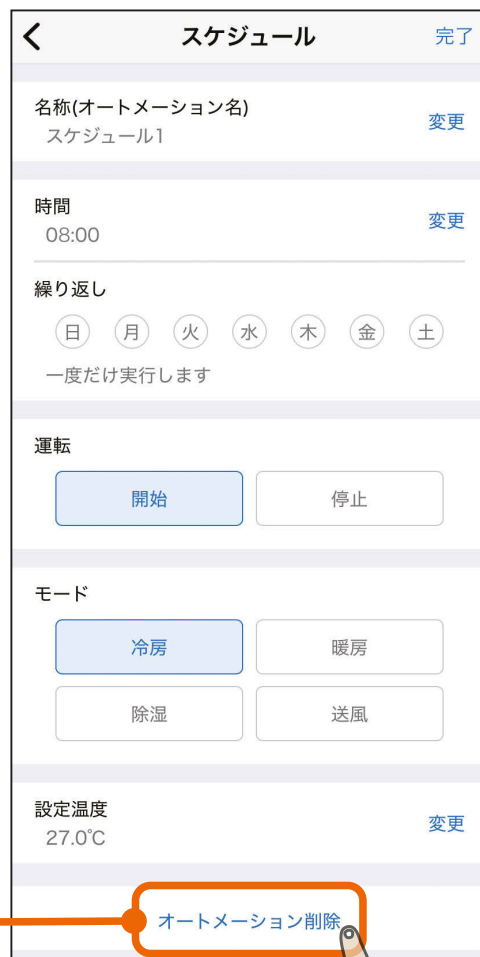 スケジュール 完了
名称(オートメーション名)
変更
スケジュール1
時間
変更
08:00
繰り返し
日 月 火 水 木 金 土
一度だけ実行します
運転
開始 停止
モード
冷房 暖房
除湿 送風
設定温度
変更
27.0℃
オートメーション削除